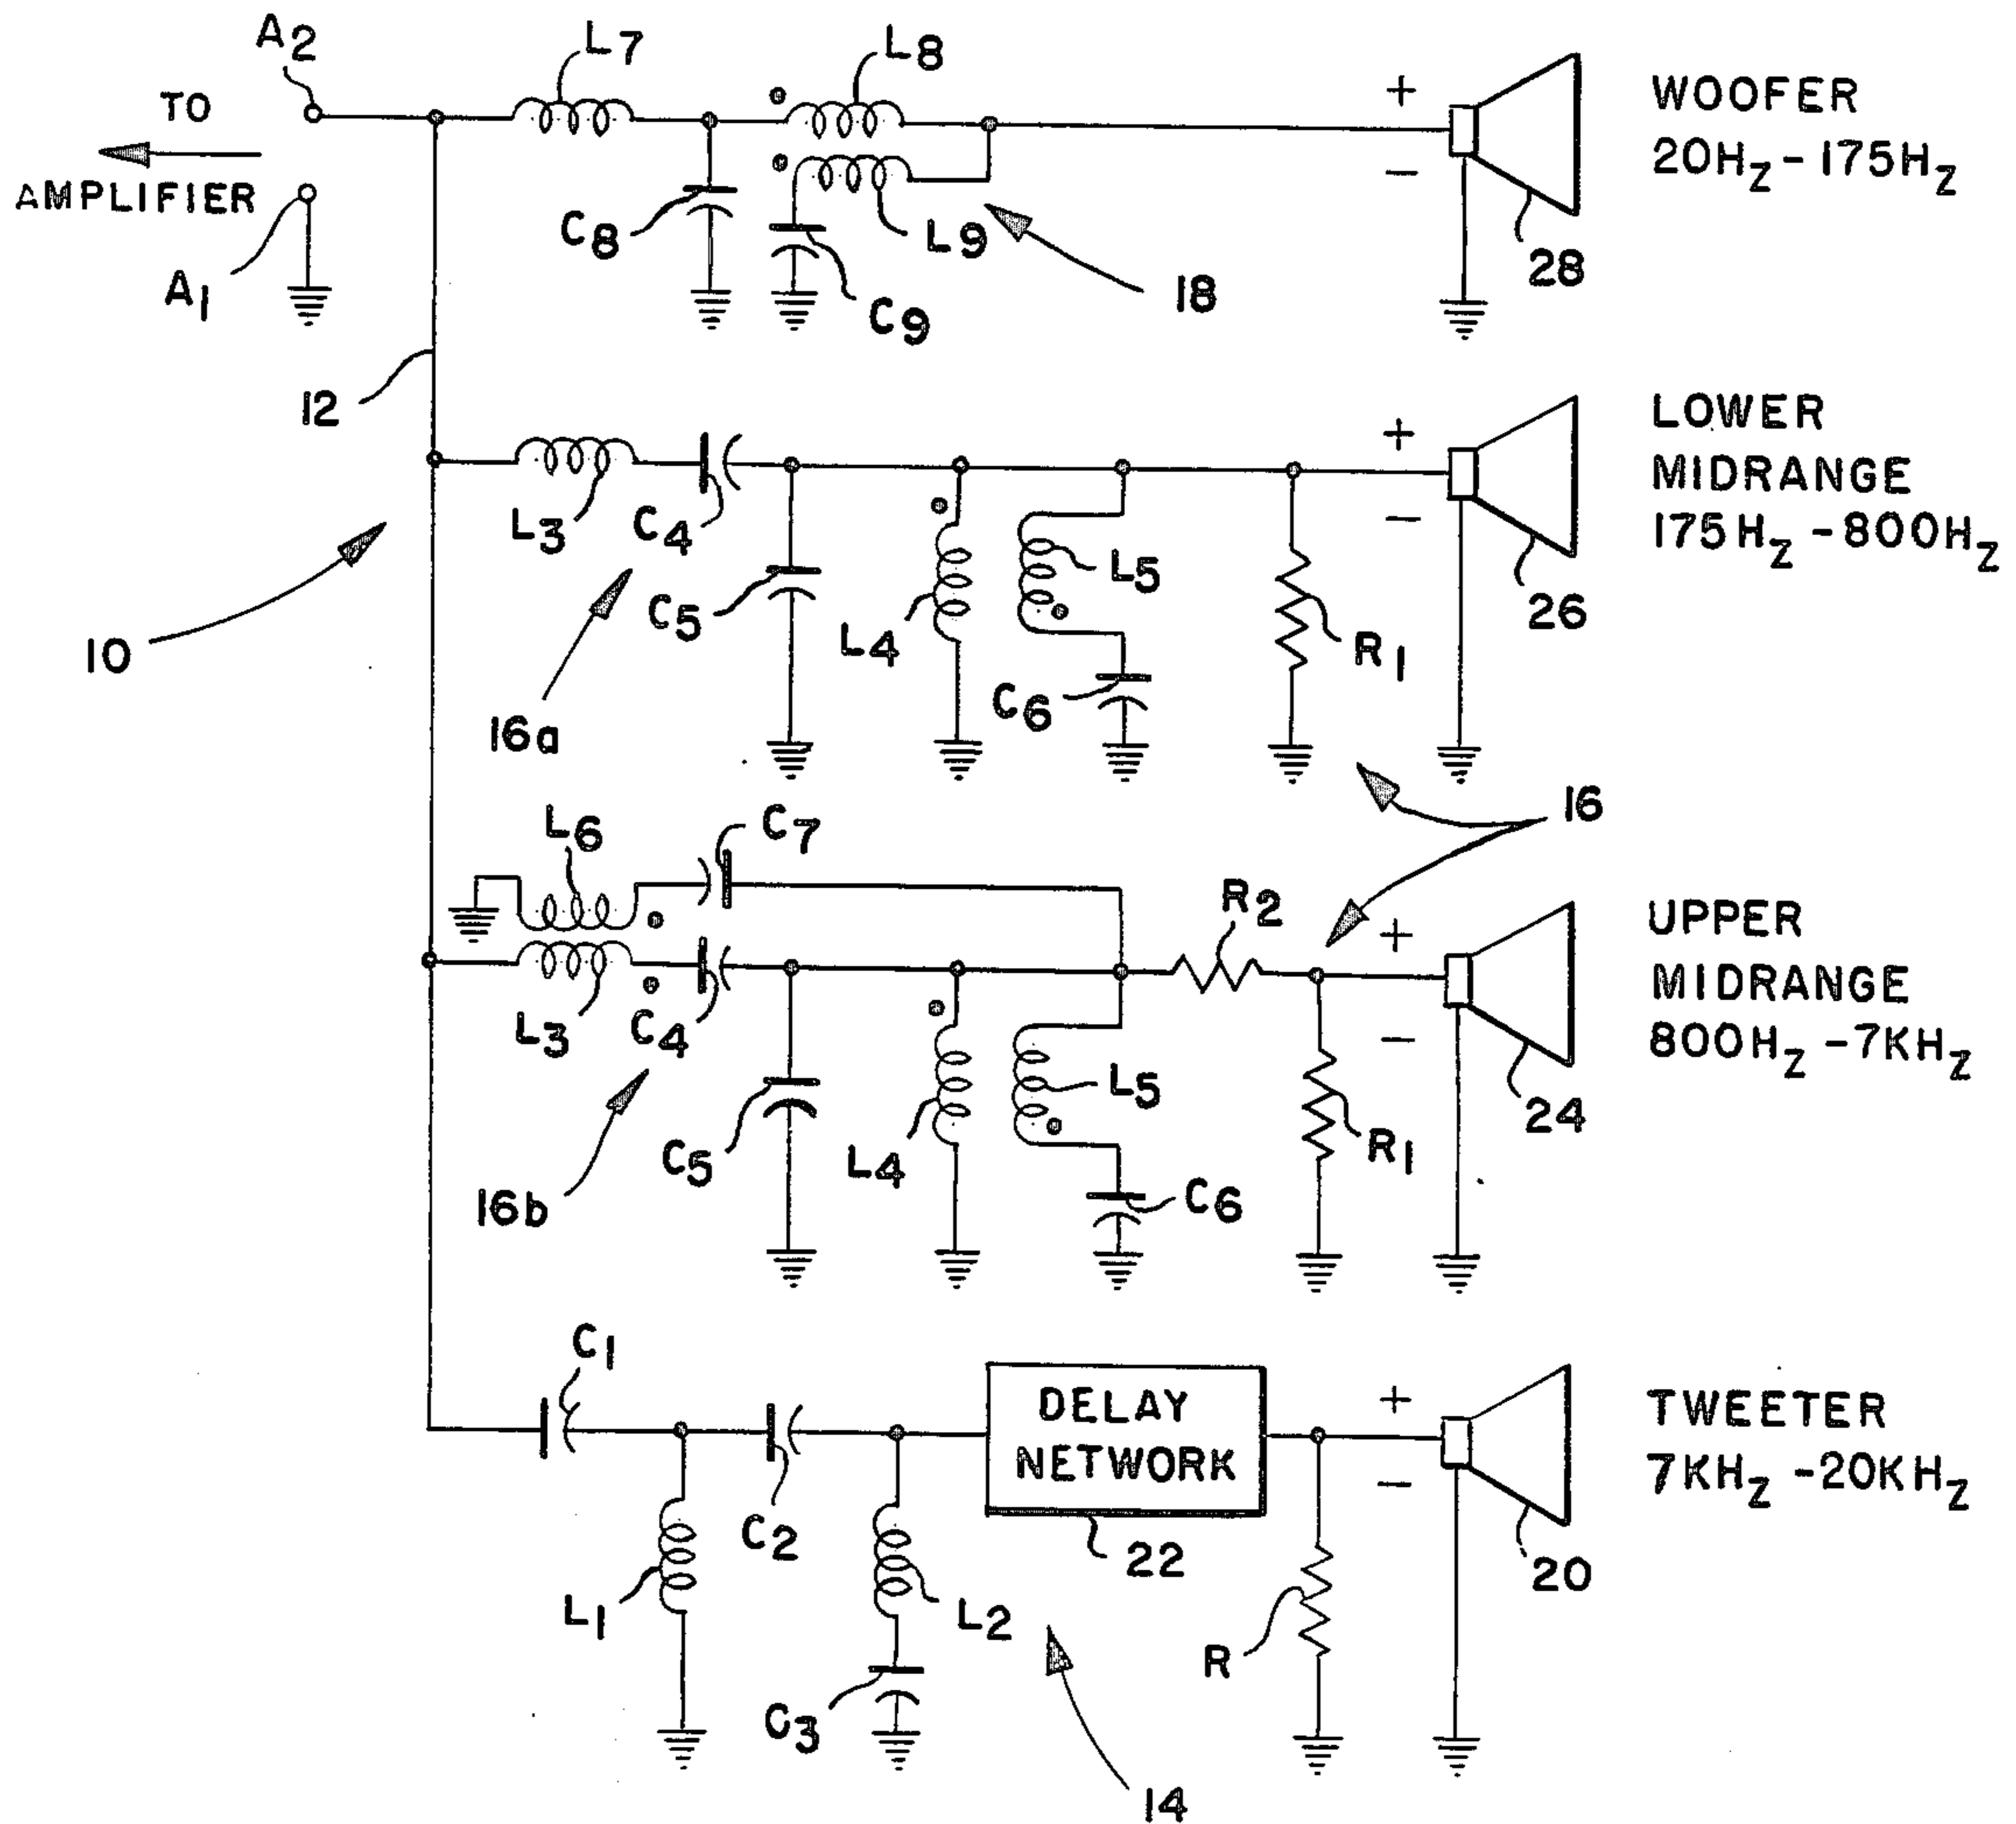 A2
L7
L8
TO
AMPLIFIER
A1
C8
L9
C9
18
+
−
28
WOOFER
20HZ - 175HZ
12
10
L3
C4
16a
C5
L4
L5
C6
R1
+
−
26
LOWER
MIDRANGE
175HZ - 800HZ
16
L6
C7
R2
L3
C4
16b
C5
L4
L5
C6
R1
+
−
24
UPPER
MIDRANGE
800HZ - 7KHZ
C1
C2
L1
L2
C3
DELAY
NETWORK
22
R
14
+
−
20
TWEETER
7KHZ - 20KHZ